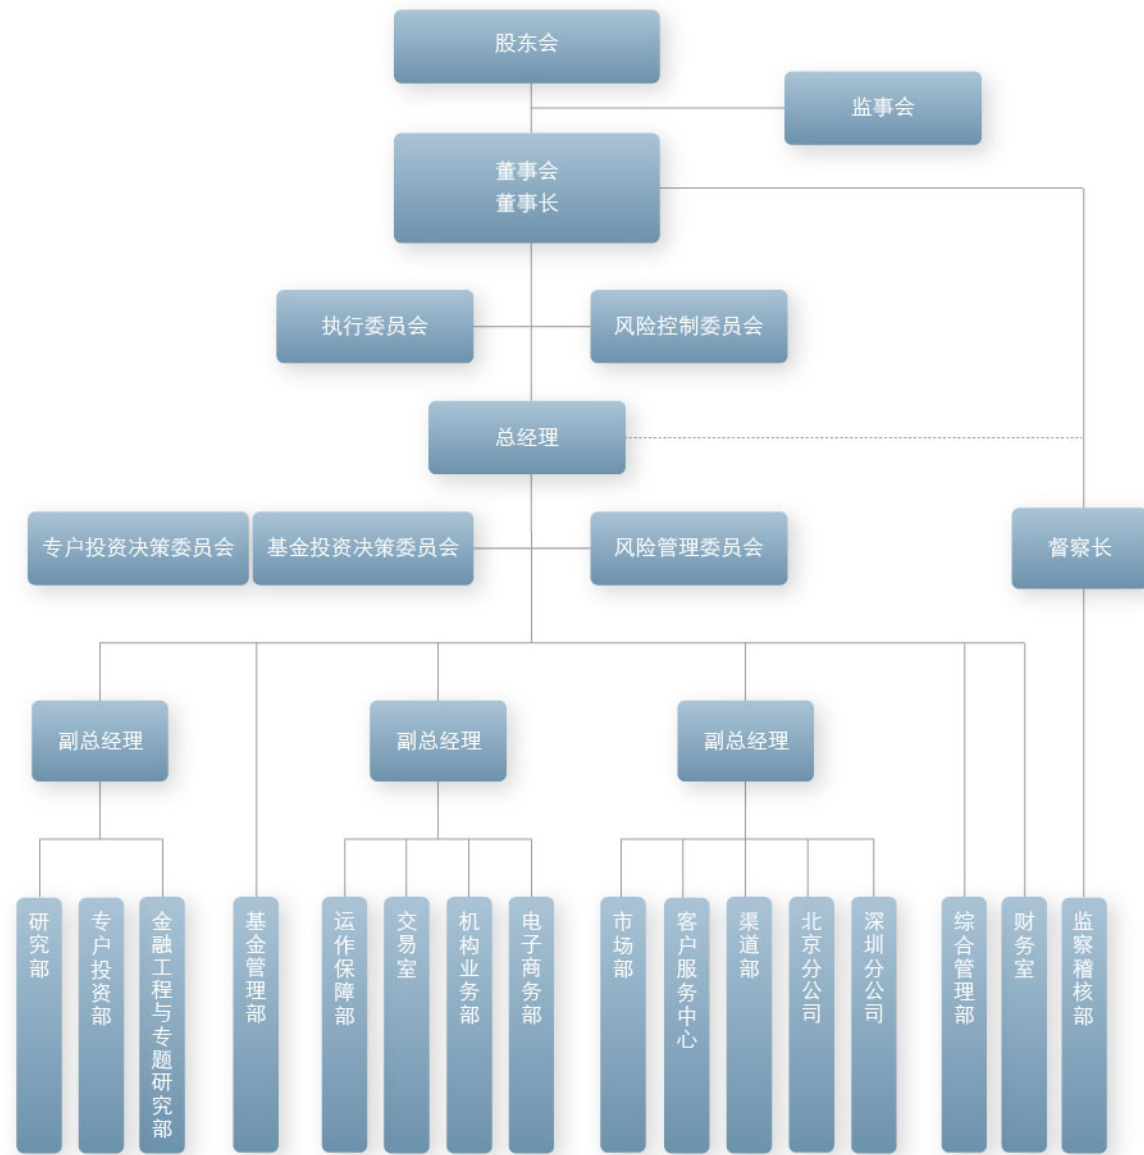 股东会
监事会
董事会
董事长
执行委员会
风险控制委员会
总经理
专户投资决策委员会
基金投资决策委员会
风险管理委员会
督察长
副总经理
副总经理
副总经理
研究部
专户投资部
金融工程与专题研究部
基金管理部
运作保障部
交易室
机构业务部
电子商务部
市场部
客户服务中心
渠道部
北京分公司
深圳分公司
综合管理部
财务室
监察稽核部